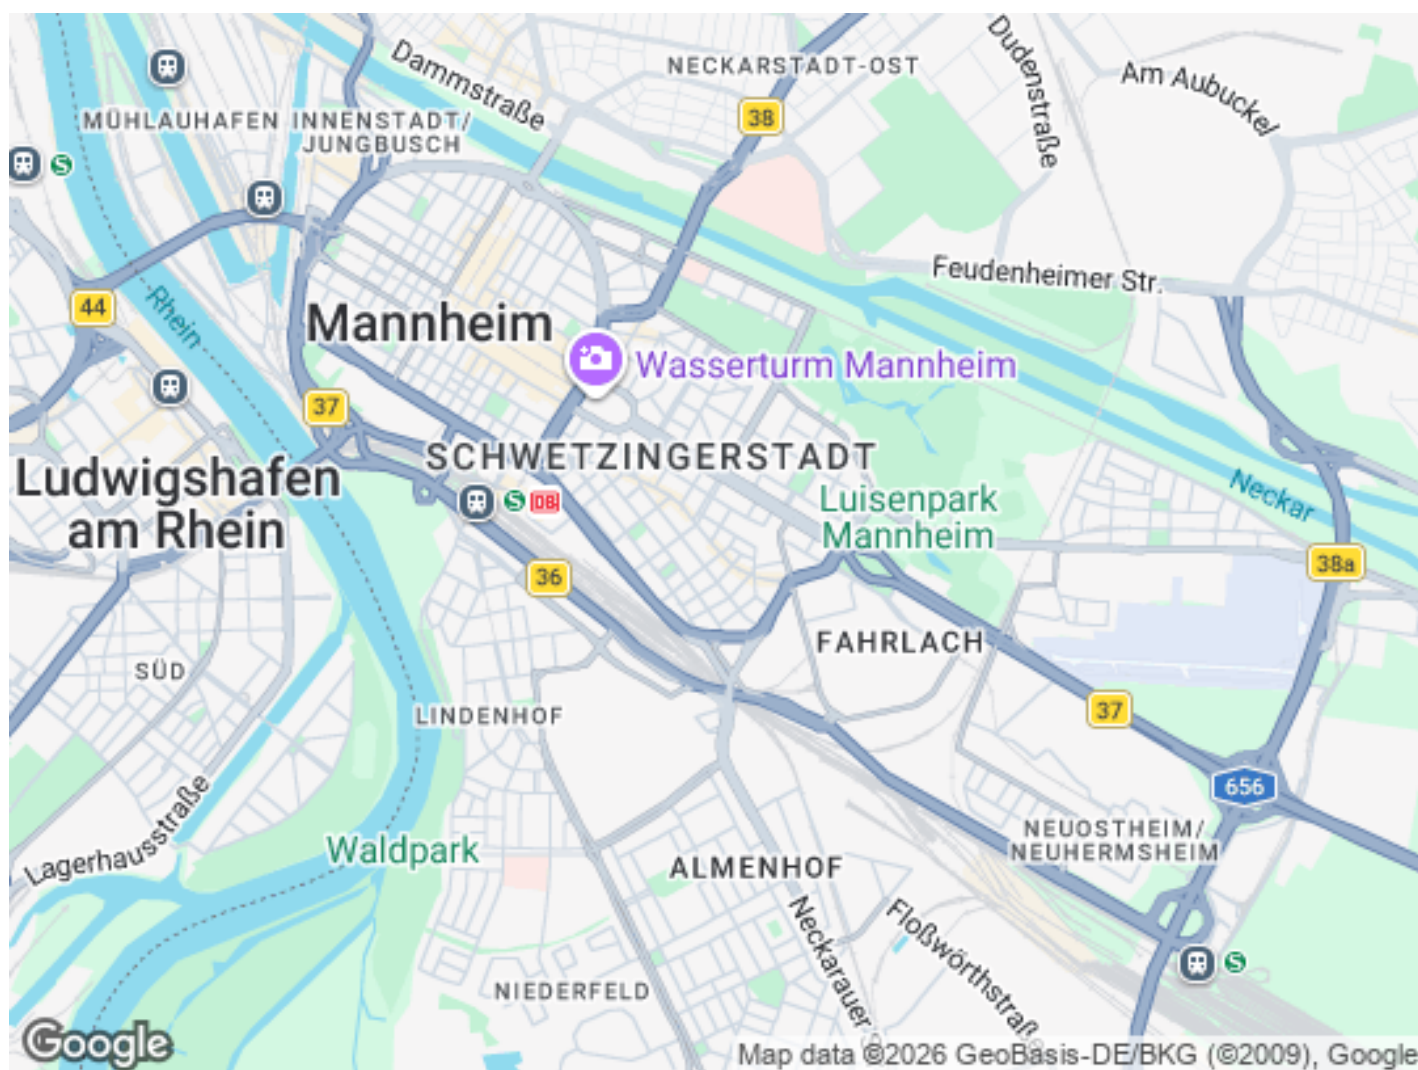 Dammstraße
NECKARSTADT-OST
Dudenstraße
Am Aubuckel
38
MÜHLAUHAFEN
INNENSTADT/
JUNGBUSCH
S
Feudenheimer Str.
44
Rhein
Mannheim
Wasserturm Mannheim
37
SCHWETZINGERSTADT
Ludwigshafen
am Rhein
S
DB
Luisenpark
Mannheim
Neckar
36
38a
FAHRLACH
SÜD
LINDENHOF
37
656
Lagerhausstraße
Waldpark
NEUOSTHEIM/
NEUHERMSHEIM
ALMENHOF
Neckarauer
Floßwörthstraße
S
NIEDERFELD
Google
Map data ©2026 GeoBasis-DE/BKG (©2009), Google